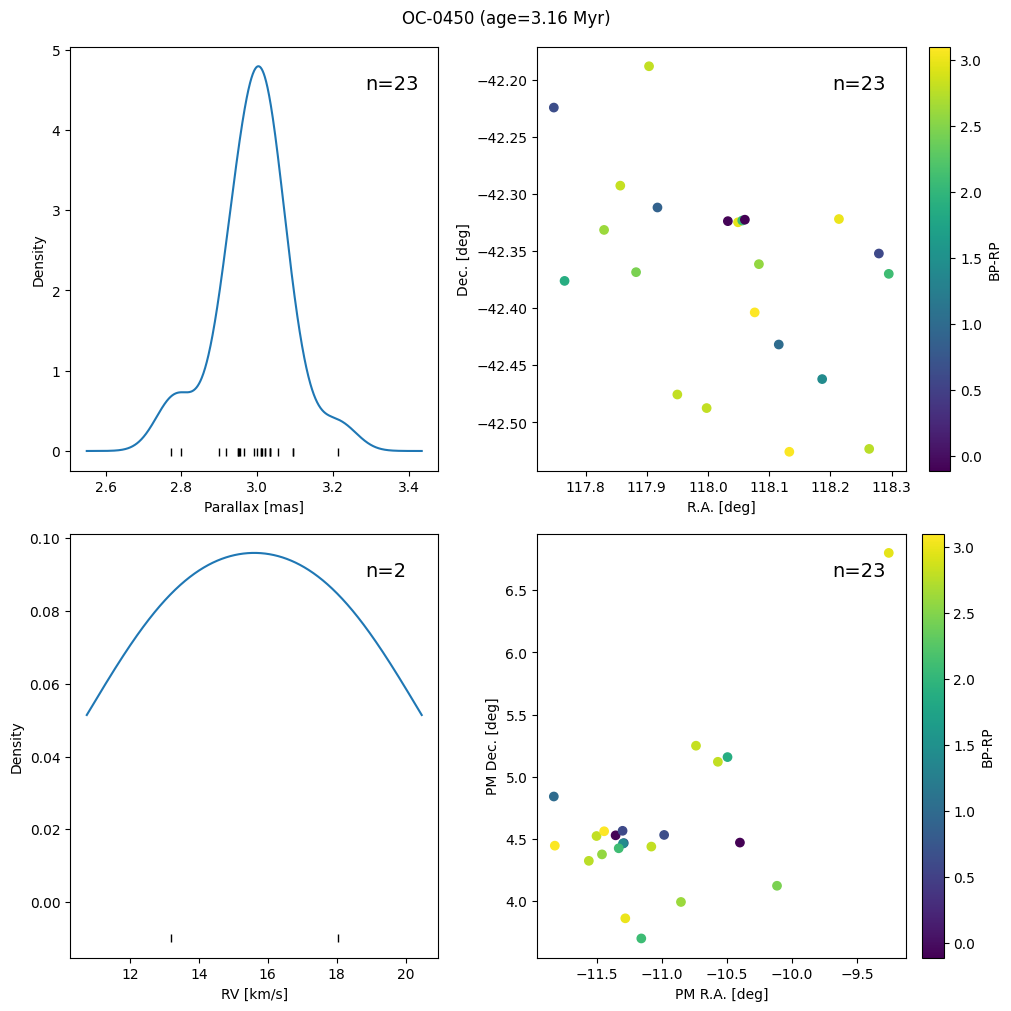 OC-0450 (age=3.16 Myr)
n=23
5
4
3
2
1
0
Density
2.6 2.8 3.0 3.2 3.4
Parallax [mas]
n=23
−42.20
−42.25
−42.30
−42.35
−42.40
−42.45
−42.50
Dec. [deg]
117.8 117.9 118.0 118.1 118.2 118.3
R.A. [deg]
3.0
2.5
2.0
1.5
1.0
0.5
0.0
BP-RP
n=2
0.10
0.08
0.06
0.04
0.02
0.00
Density
12 14 16 18 20
RV [km/s]
n=23
6.5
6.0
5.5
5.0
4.5
4.0
PM Dec. [deg]
−11.5 −11.0 −10.5 −10.0 −9.5
PM R.A. [deg]
3.0
2.5
2.0
1.5
1.0
0.5
0.0
BP-RP